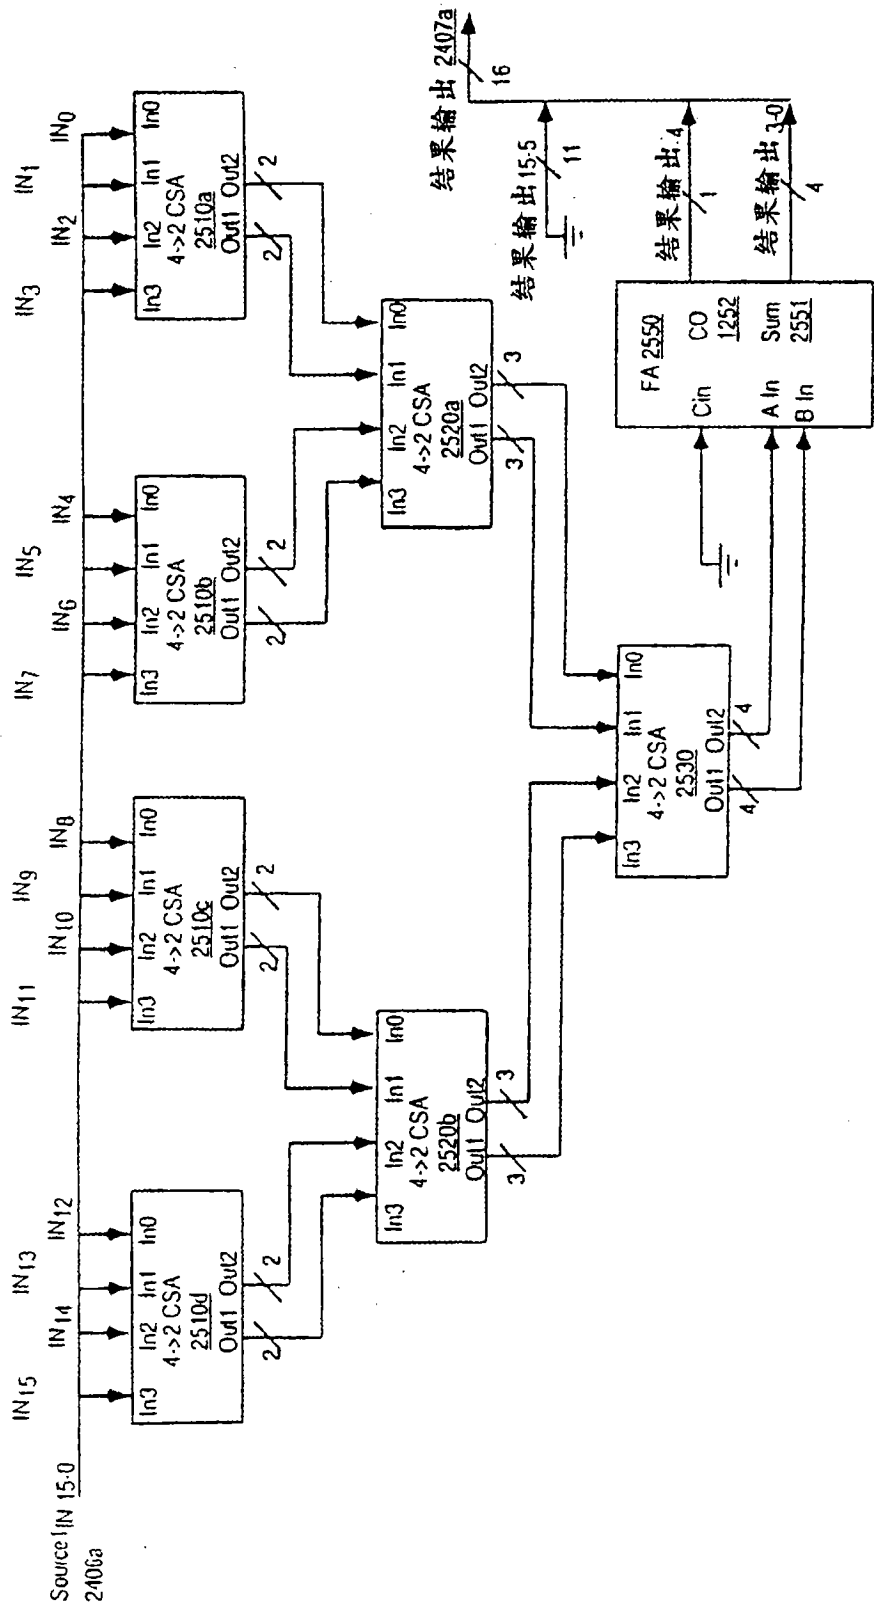 Source1 IN 15-0
2406a
IN15
IN14
IN13
IN12
IN11
IN10
IN9
IN8
IN7
IN6
IN5
IN4
IN3
IN2
IN1
IN0
In3 In2 In1 In0
4->2 CSA
2510d
Out1 Out2
2 2
In3 In2 In1 In0
4->2 CSA
2510c
Out1 Out2
2 2
In3 In2 In1 In0
4->2 CSA
2510b
Out1 Out2
2 2
In3 In2 In1 In0
4->2 CSA
2510a
Out1 Out2
2 2
In3 In2 In1 In0
4->2 CSA
2520b
Out1 Out2
3 3
In3 In2 In1 In0
4->2 CSA
2520a
Out1 Out2
3 3
In3 In2 In1 In0
4->2 CSA
2530
Out1 Out2
4 4
FA 2550
Cin
CO
1252
A In
B In
Sum
2551
结果输出 2407a
16
结果输出 15-5
11
结果输出 4
1
结果输出 3-0
4